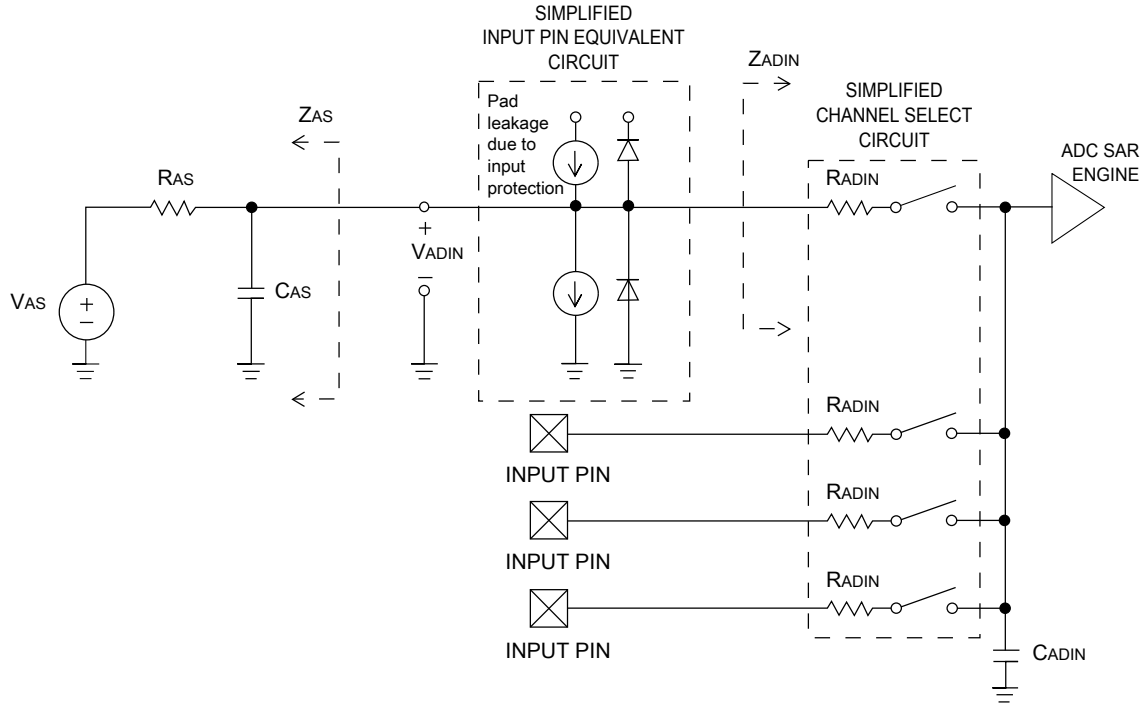 SIMPLIFIED
INPUT PIN EQUIVALENT
CIRCUIT
ZADIN
Pad
leakage
due to
input
protection
SIMPLIFIED
CHANNEL SELECT
CIRCUIT
ZAS
ADC SAR
ENGINE
RAS
RADIN
+
VADIN
–
VAS
+
–
CAS
RADIN
INPUT PIN
RADIN
INPUT PIN
RADIN
INPUT PIN
CADIN